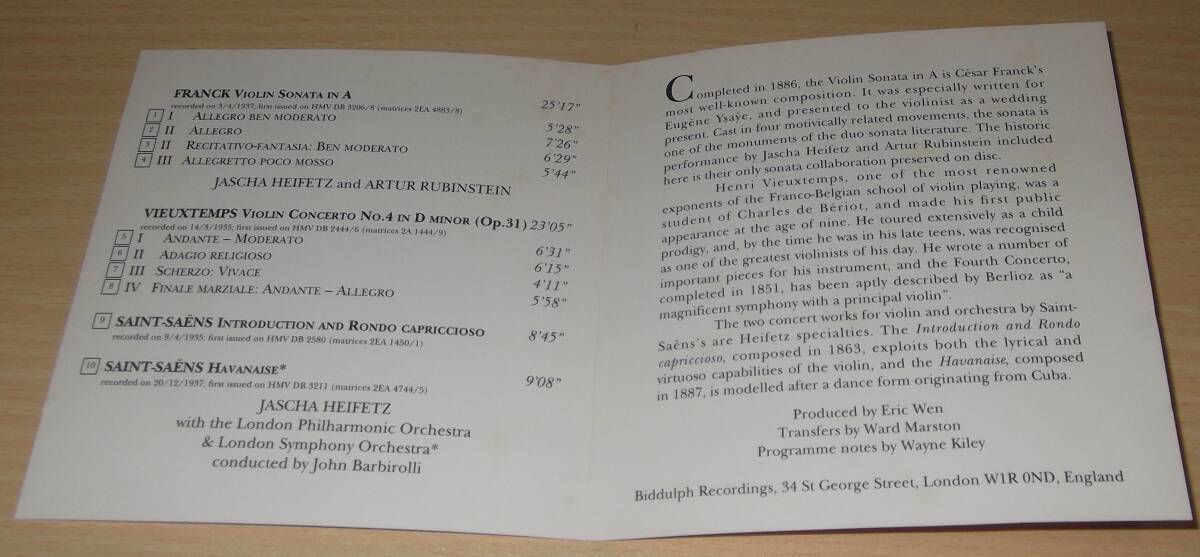 FRANCK VIOLIN SONATA IN A 25'17"
recorded on 3/4/1937; first issued on HMV DB 3206/8 (matrices 2EA 4883/8)
1 I ALLEGRO BEN MODERATO 5'28"
2 II ALLEGRO 7'26"
3 II RECITATIVO-FANTASIA: BEN MODERATO 6'29"
4 III ALLEGRETTO POCO MOSSO 5'44"
JASCHA HEIFETZ and ARTUR RUBINSTEIN
VIEUXTEMPS VIOLIN CONCERTO NO.4 IN D MINOR (Op.31) 23'05"
recorded on 14/3/1935; first issued on HMV DB 2444/6 (matrices 2A 1444/9)
5 I ANDANTE – MODERATO 6'31"
6 II ADAGIO RELIGIOSO 6'15"
7 III SCHERZO: VIVACE 4'11"
8 IV FINALE MARZIALE: ANDANTE – ALLEGRO 5'58"
9 SAINT-SAËNS INTRODUCTION AND RONDO CAPRICCIOSO 8'45"
recorded on 9/4/1935; first issued on HMV DB 2580 (matrices 2EA 1450/1)
10 SAINT-SAËNS HAVANAISE* 9'08"
recorded on 20/12/1937; first issued on HMV DB 3211 (matrices 2EA 4744/5)
JASCHA HEIFETZ
with the London Philharmonic Orchestra
& London Symphony Orchestra*
conducted by John Barbirolli
Completed in 1886, the Violin Sonata in A is César Franck's
most well-known composition. It was especially written for
Eugène Ysaÿe, and presented to the violinist as a wedding
present. Cast in four motivically related movements, the sonata is
one of the monuments of the duo sonata literature. The historic
performance by Jascha Heifetz and Artur Rubinstein included
here is their only sonata collaboration preserved on disc.
Henri Vieuxtemps, one of the most renowned
exponents of the Franco-Belgian school of violin playing, was a
student of Charles de Bériot, and made his first public
appearance at the age of nine. He toured extensively as a child
prodigy, and, by the time he was in his late teens, was recognised
as one of the greatest violinists of his day. He wrote a number of
important pieces for his instrument, and the Fourth Concerto,
completed in 1851, has been aptly described by Berlioz as "a
magnificent symphony with a principal violin".
The two concert works for violin and orchestra by Saint-
Saëns's are Heifetz specialties. The Introduction and Rondo
capriccioso, composed in 1863, exploits both the lyrical and
virtuoso capabilities of the violin, and the Havanaise, composed
in 1887, is modelled after a dance form originating from Cuba.
Produced by Eric Wen
Transfers by Ward Marston
Programme notes by Wayne Kiley
Biddulph Recordings, 34 St George Street, London W1R 0ND, England